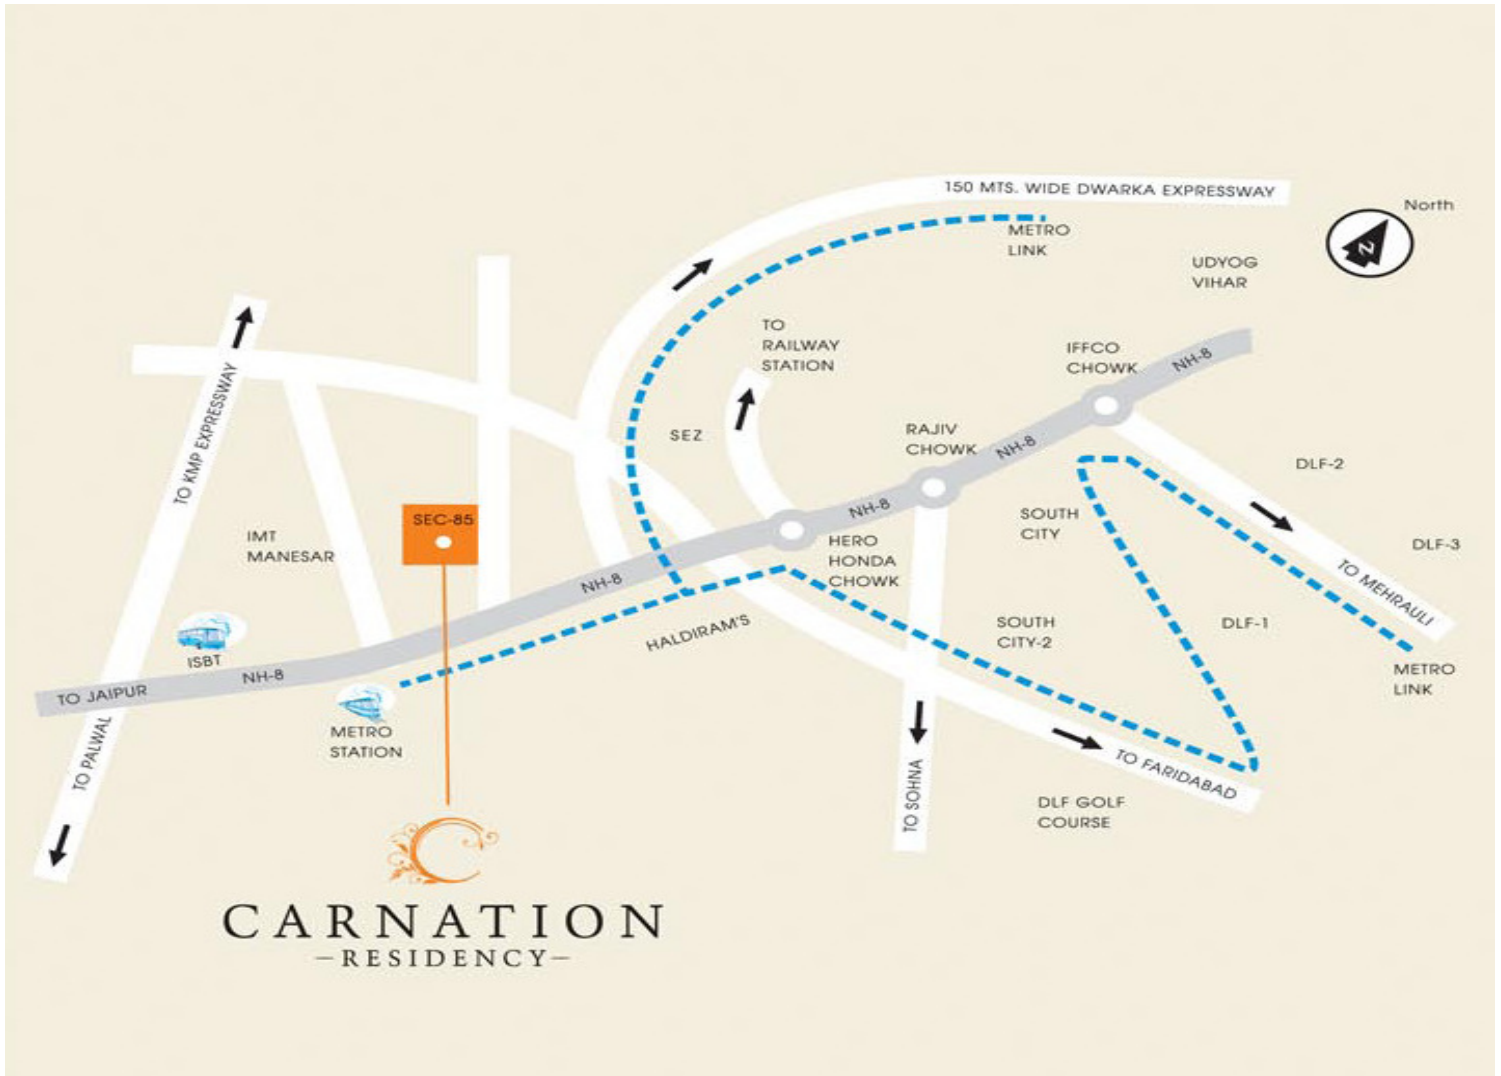 150 MTS. WIDE DWARKA EXPRESSWAY
North
N
METRO
LINK
UDYOG
VIHAR
TO
RAILWAY
STATION
IFFCO
CHOWK
NH-8
TO KMP EXPRESSWAY
SEZ
RAJIV
CHOWK
NH-8
DLF-2
SEC-85
NH-8
SOUTH
CITY
IMT
MANESAR
HERO
HONDA
CHOWK
DLF-3
NH-8
TO MEHRAULI
HALDIRAM'S
SOUTH
CITY-2
DLF-1
ISBT
NH-8
TO JAIPUR
METRO
LINK
METRO
STATION
TO PALWAL
TO SOHNA
TO FARIDABAD
DLF GOLF
COURSE
C
CARNATION
–RESIDENCY–